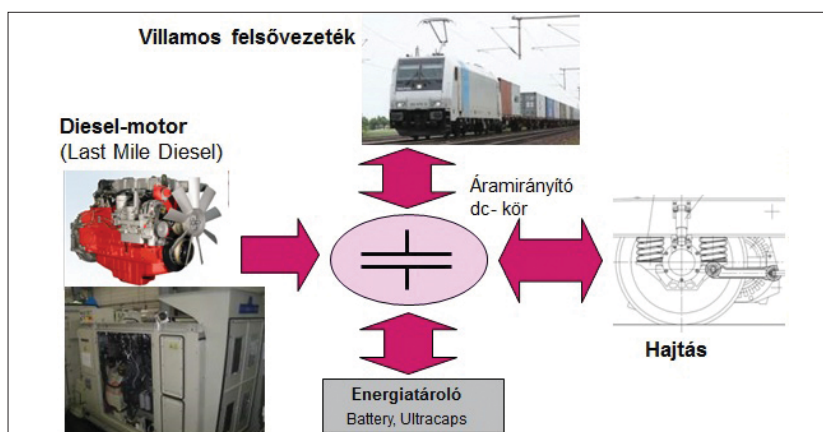 Villamos felsővezeték
Diesel-motor
(Last Mile Diesel)
Áramirányító
dc- kör
Hajtás
Energiatároló
Battery, Ultracaps